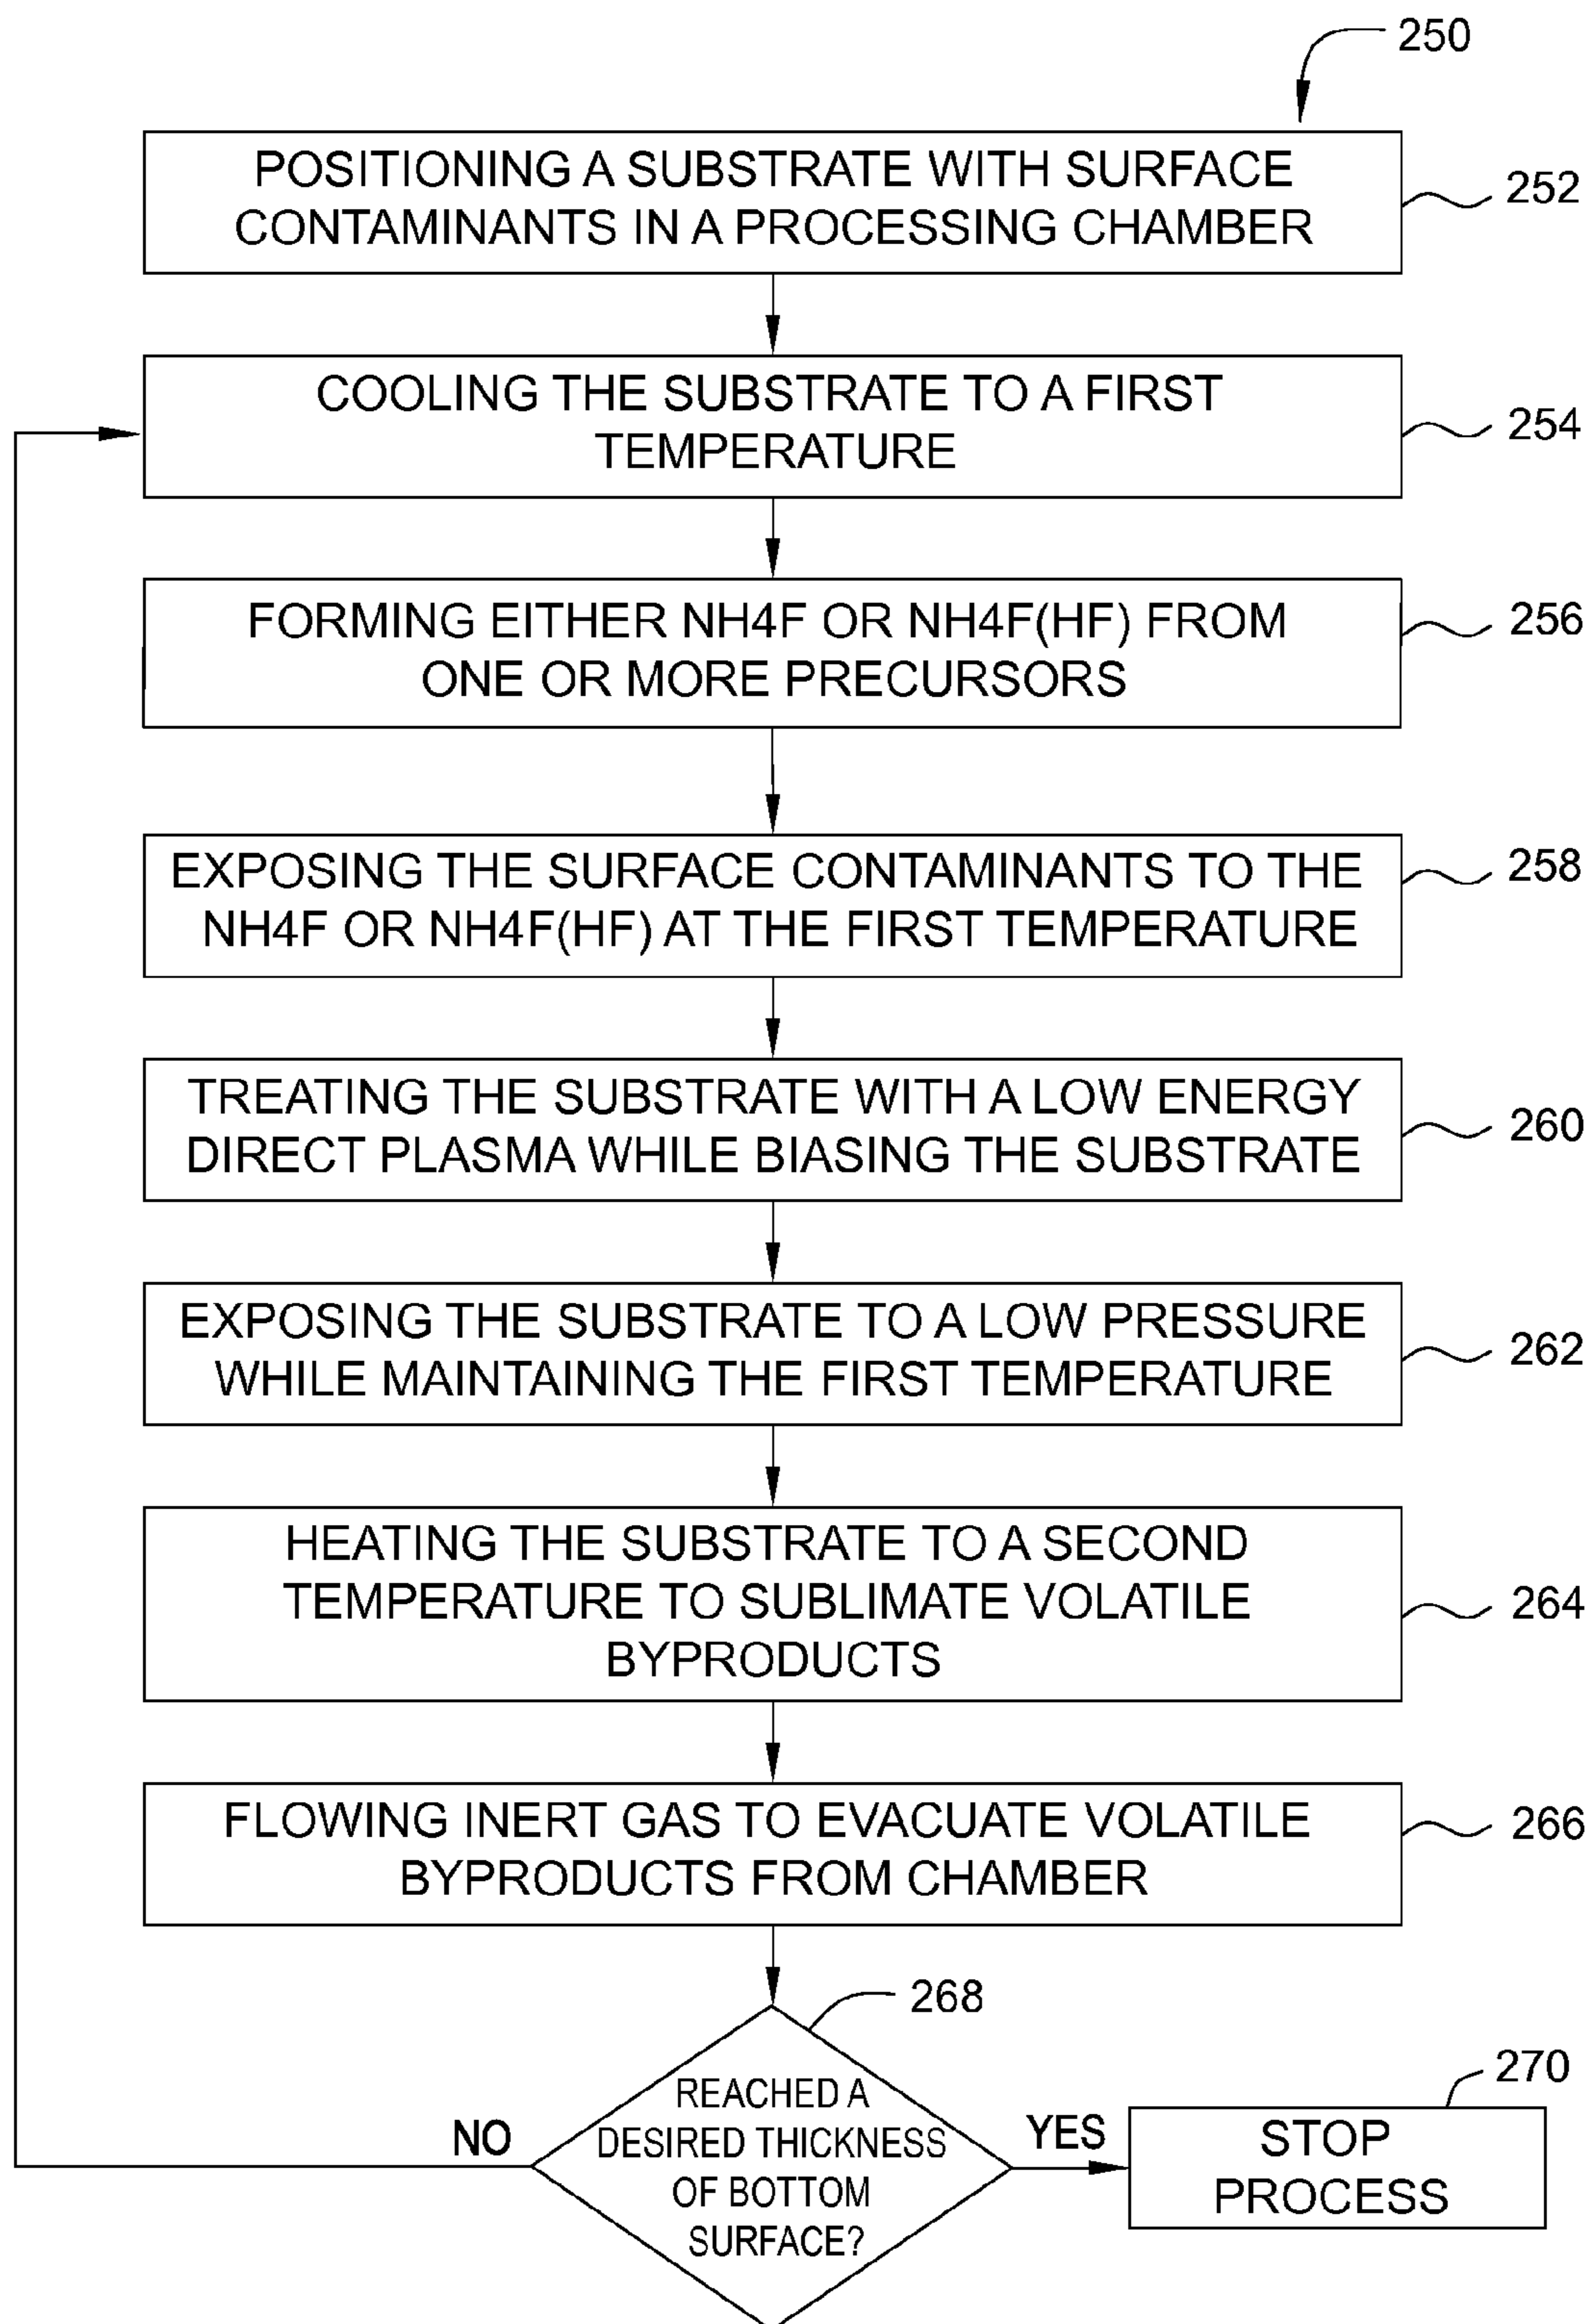 250
POSITIONING A SUBSTRATE WITH SURFACE
CONTAMINANTS IN A PROCESSING CHAMBER
252
COOLING THE SUBSTRATE TO A FIRST
TEMPERATURE
254
FORMING EITHER NH4F OR NH4F(HF) FROM
ONE OR MORE PRECURSORS
256
EXPOSING THE SURFACE CONTAMINANTS TO THE
NH4F OR NH4F(HF) AT THE FIRST TEMPERATURE
258
TREATING THE SUBSTRATE WITH A LOW ENERGY
DIRECT PLASMA WHILE BIASING THE SUBSTRATE
260
EXPOSING THE SUBSTRATE TO A LOW PRESSURE
WHILE MAINTAINING THE FIRST TEMPERATURE
262
HEATING THE SUBSTRATE TO A SECOND
TEMPERATURE TO SUBLIMATE VOLATILE
BYPRODUCTS
264
FLOWING INERT GAS TO EVACUATE VOLATILE
BYPRODUCTS FROM CHAMBER
266
268
REACHED A
DESIRED THICKNESS
OF BOTTOM
SURFACE?
NO
YES
270
STOP
PROCESS